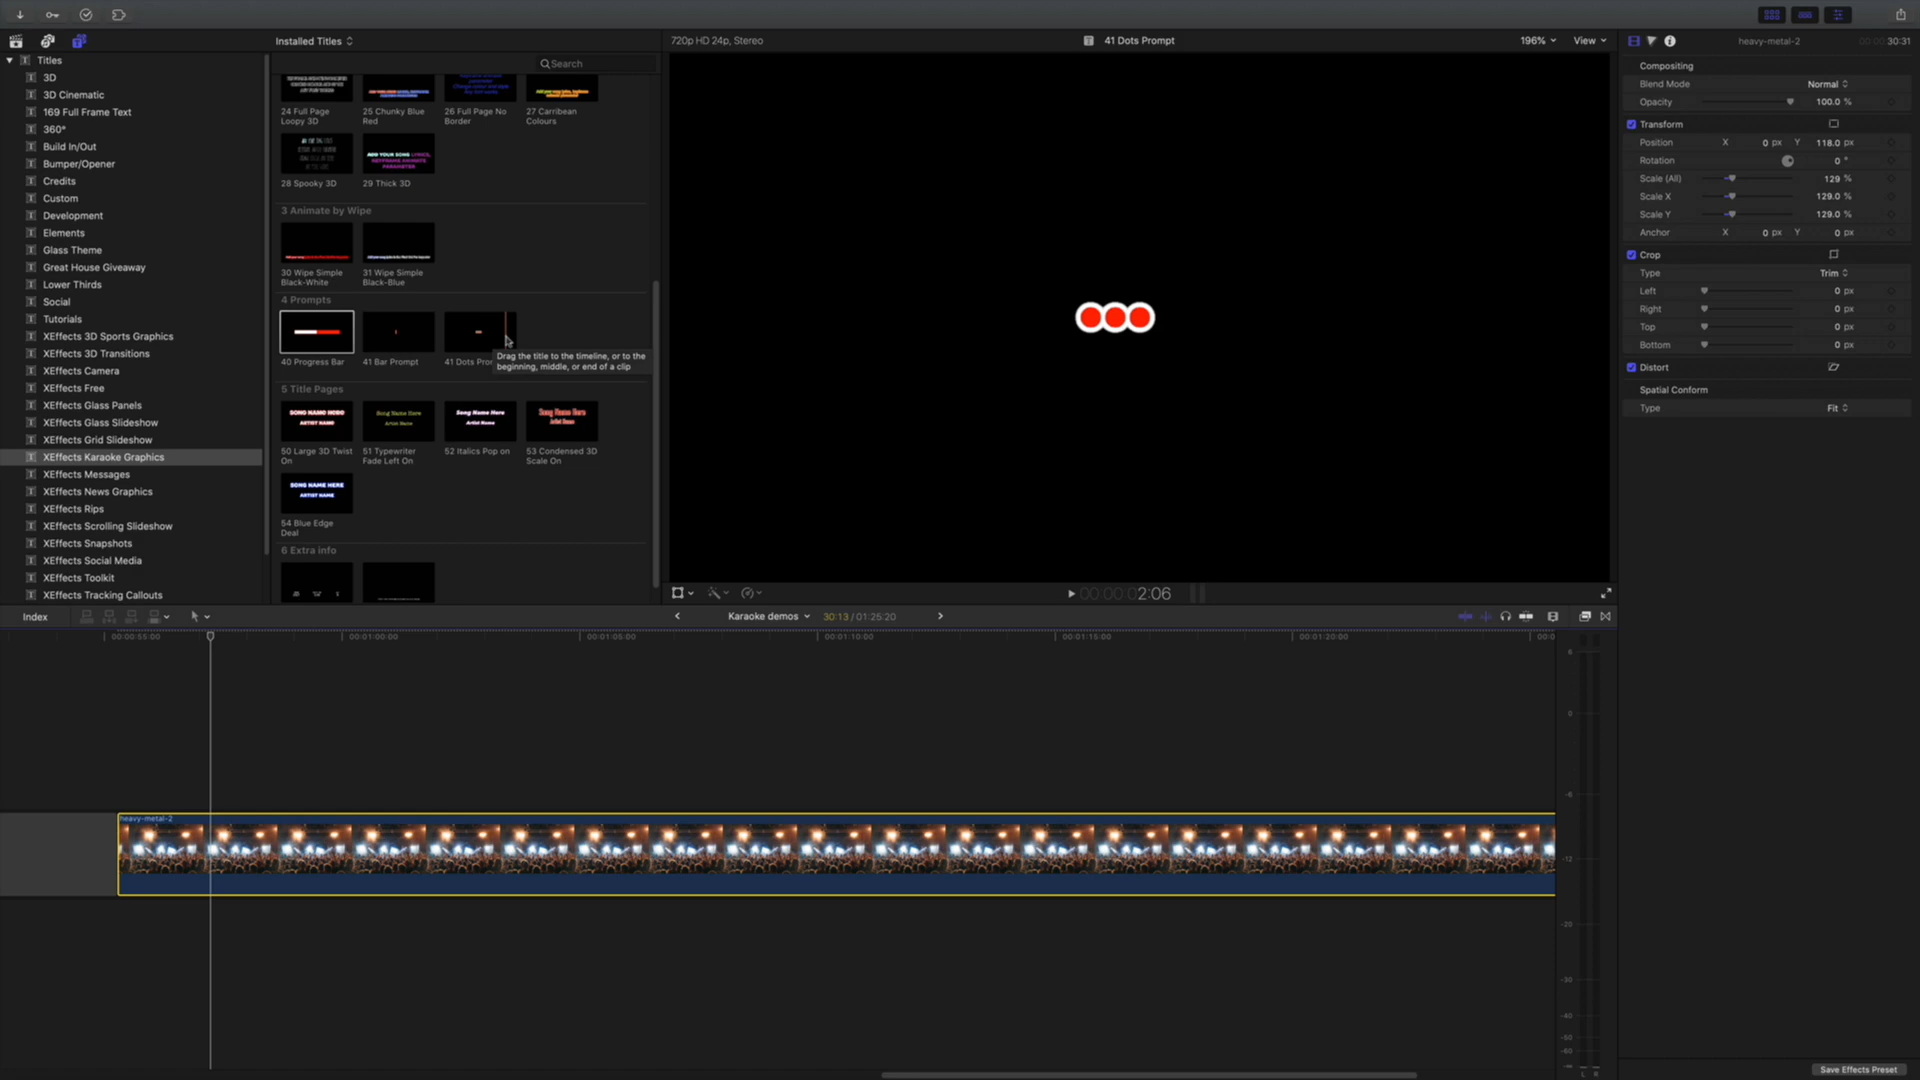 Installed Titles
720p HD 24p, Stereo
41 Dots Prompt
196%
View
heavy-metal-2
30:31
Titles
3D
3D Cinematic
169 Full Frame Text
360°
Build In/Out
Bumper/Opener
Credits
Custom
Development
Elements
Glass Theme
Great House Giveaway
Lower Thirds
Social
Tutorials
XEffects 3D Sports Graphics
XEffects 3D Transitions
XEffects Camera
XEffects Free
XEffects Glass Panels
XEffects Glass Slideshow
XEffects Grid Slideshow
XEffects Karaoke Graphics
XEffects Messages
XEffects News Graphics
XEffects Rips
XEffects Scrolling Slideshow
XEffects Snapshots
XEffects Social Media
XEffects Toolkit
XEffects Tracking Callouts
Search
24 Full Page
Loopy 3D
25 Chunky Blue
Red
26 Full Page No
Border
27 Carribean
Colours
28 Spooky 3D
29 Thick 3D
3 Animate by Wipe
30 Wipe Simple
Black-White
31 Wipe Simple
Black-Blue
4 Prompts
40 Progress Bar
41 Bar Prompt
41 Dots Pro
Drag the title to the timeline, or to the
beginning, middle, or end of a clip
5 Title Pages
SONG NAME HERE
ARTIST NAME
Song Name Here
Artist Name
Song Name Here
Artist Name
Song Name Here
Artist Name
50 Large 3D Twist
On
51 Typewriter
Fade Left On
52 Italics Pop on
53 Condensed 3D
Scale On
SONG NAME HERE
ARTIST NAME
54 Blue Edge
Deal
6 Extra info
00:00:00:02:06
Compositing
Blend Mode
Normal
Opacity
100.0 %
Transform
Position
X
0 px
Y
118.0 px
Rotation
0 °
Scale (All)
129 %
Scale X
129.0 %
Scale Y
129.0 %
Anchor
X
0 px
Y
0 px
Crop
Type
Trim
Left
0 px
Right
0 px
Top
0 px
Bottom
0 px
Distort
Spatial Conform
Type
Fit
Index
Karaoke demos
30:13 / 01:25:20
00:00:55:00
00:01:00:00
00:01:05:00
00:01:10:00
00:01:15:00
00:01:20:00
00:0
heavy-metal-2
6
0
-6
-12
-20
-30
-40
-50
-60
L R
Save Effects Preset